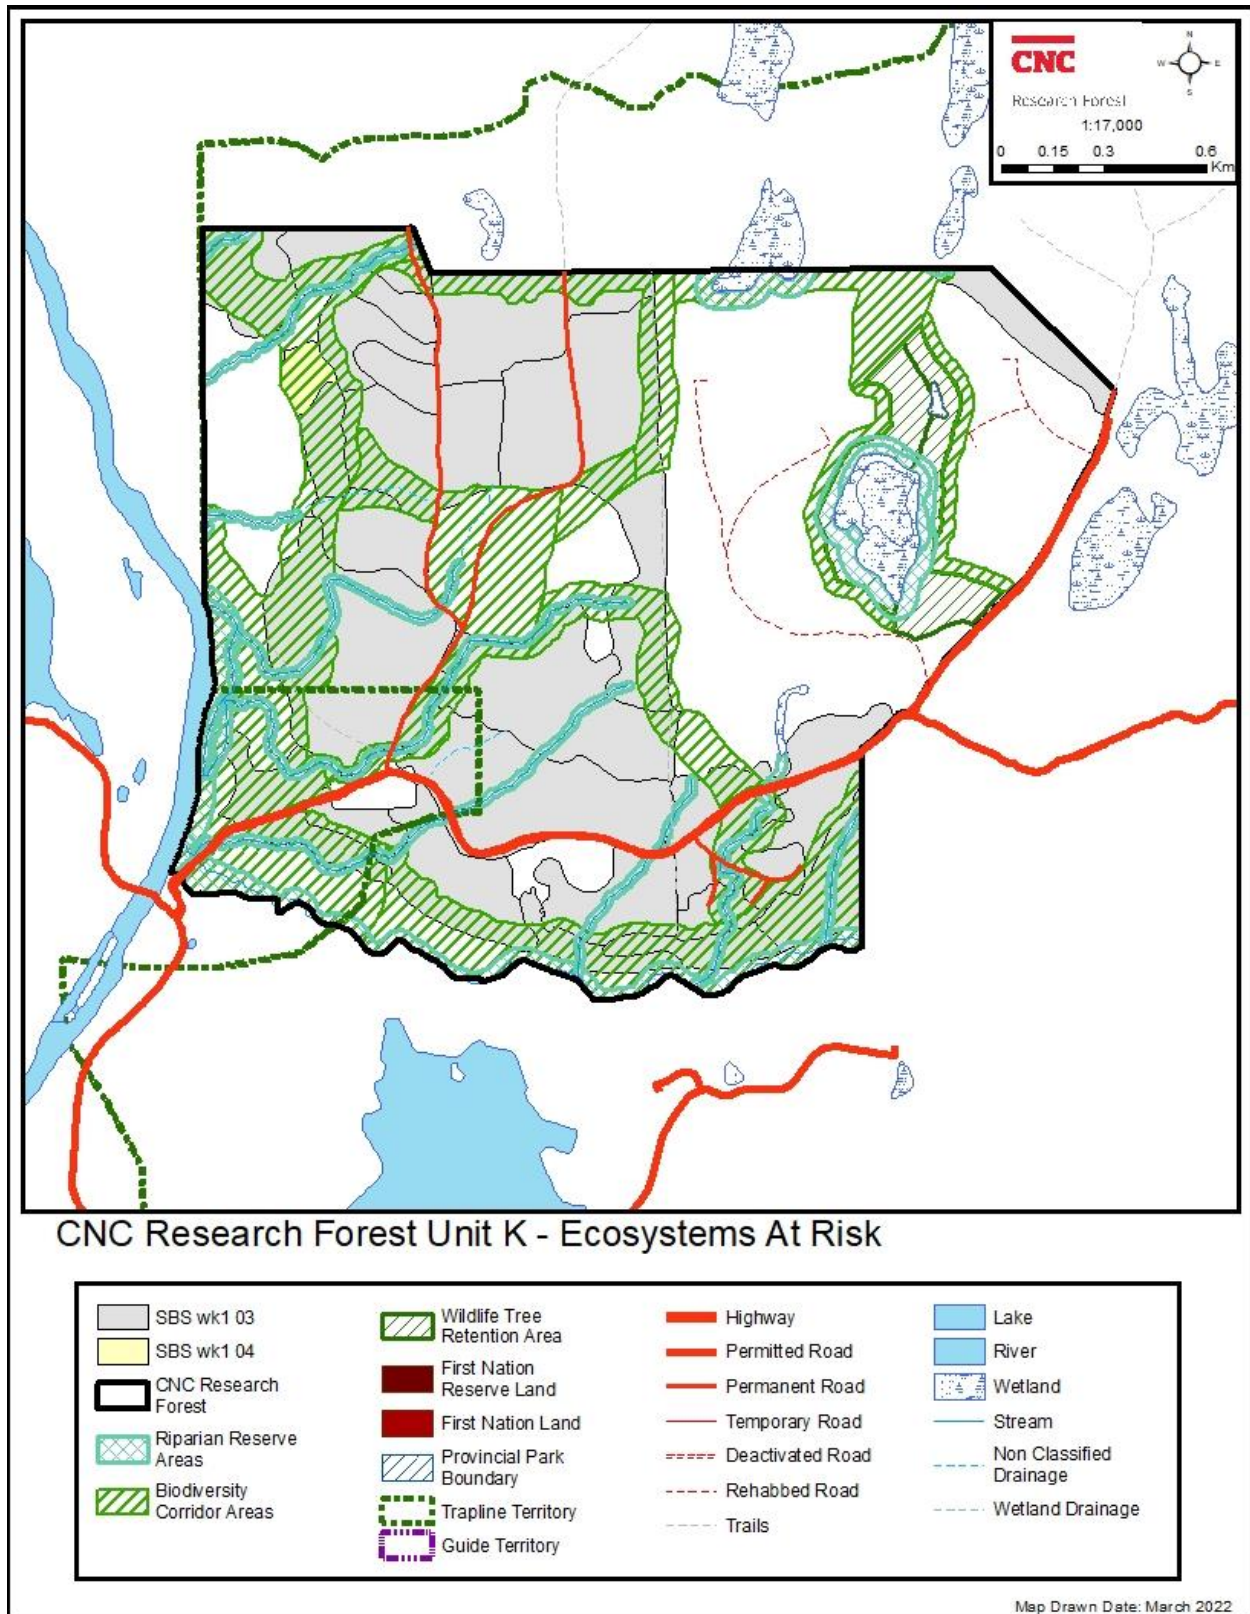 CNC
N
W E
S
Research Forest
1:17,000
0 0.15 0.3 0.6
Km
CNC Research Forest Unit K - Ecosystems At Risk
SBS wk1 03
SBS wk1 04
CNC Research
Forest
Riparian Reserve
Areas
Biodiversity
Corridor Areas
Wildlife Tree
Retention Area
First Nation
Reserve Land
First Nation Land
Provincial Park
Boundary
Trapline Territory
Guide Territory
Highway
Permitted Road
Permanent Road
Temporary Road
Deactivated Road
Rehabbed Road
Trails
Lake
River
Wetland
Stream
Non Classified
Drainage
Wetland Drainage
Map Drawn Date: March 2022